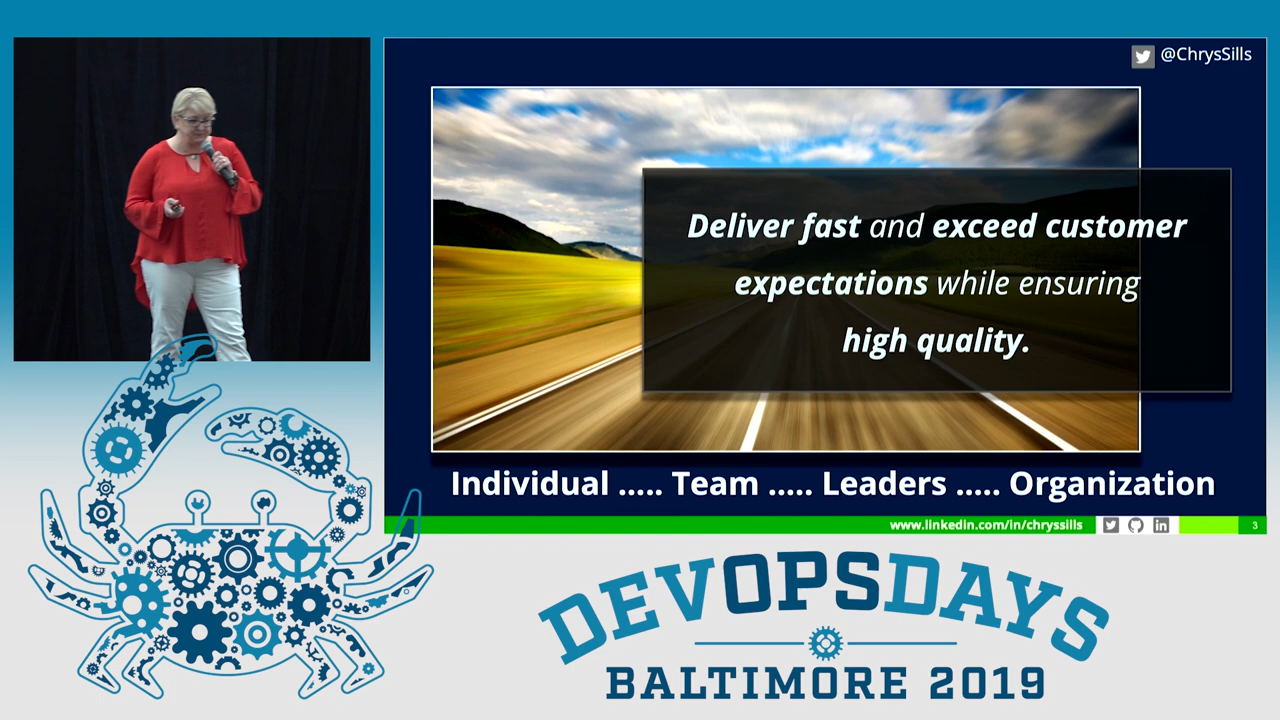 @ChrysSills
Deliver fast and exceed customer
expectations while ensuring
high quality.
Individual ..... Team ..... Leaders ..... Organization
www.linkedin.com/in/chryssills
3
DEVOPSDAYS
BALTIMORE 2019